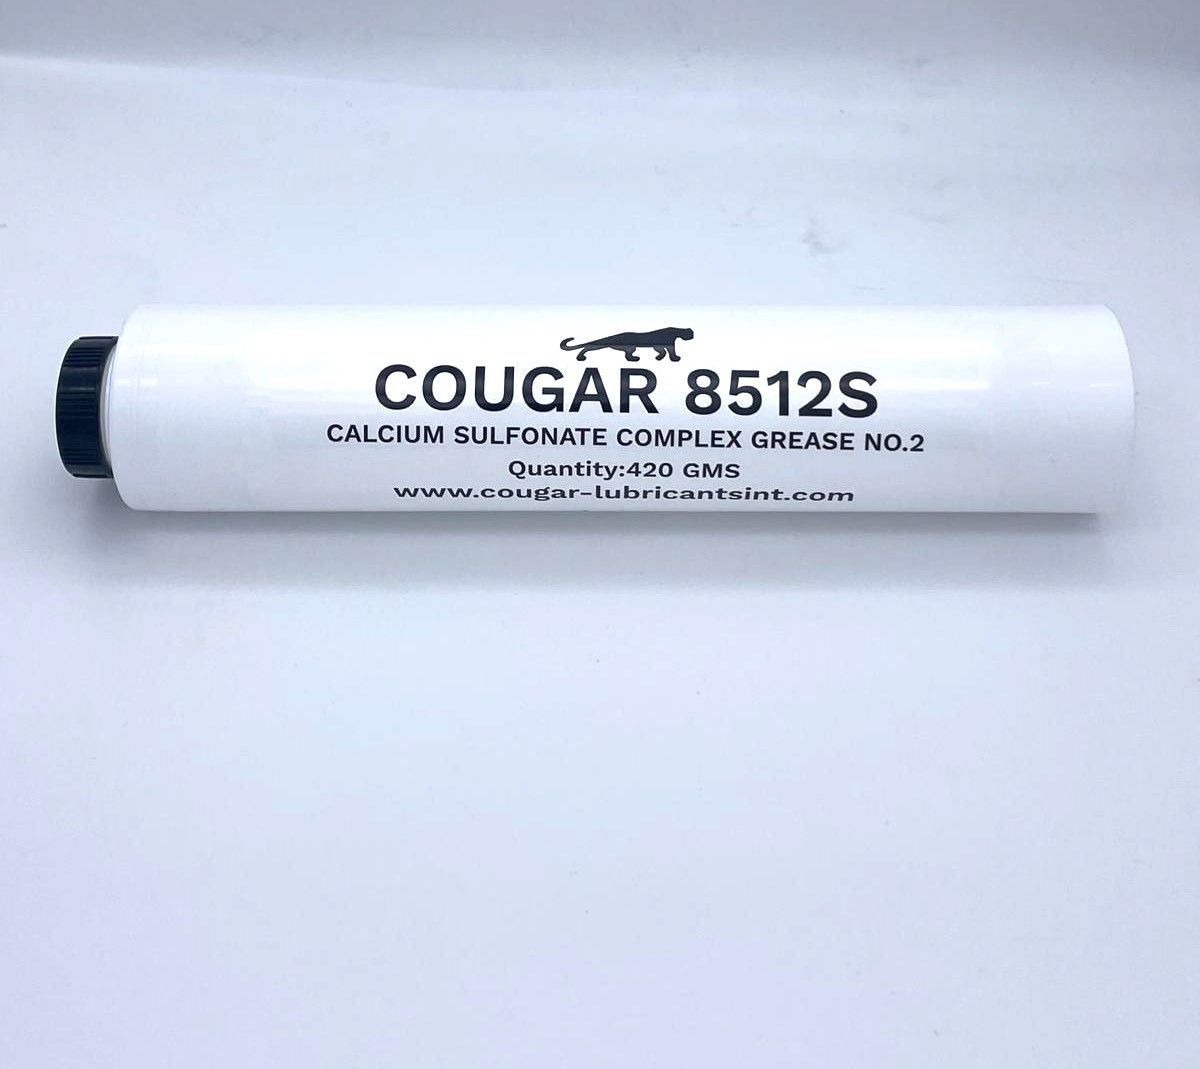 COUGAR 8512S
CALCIUM SULFONATE COMPLEX GREASE NO.2
Quantity:420 GMS
www.cougar-lubricantsint.com